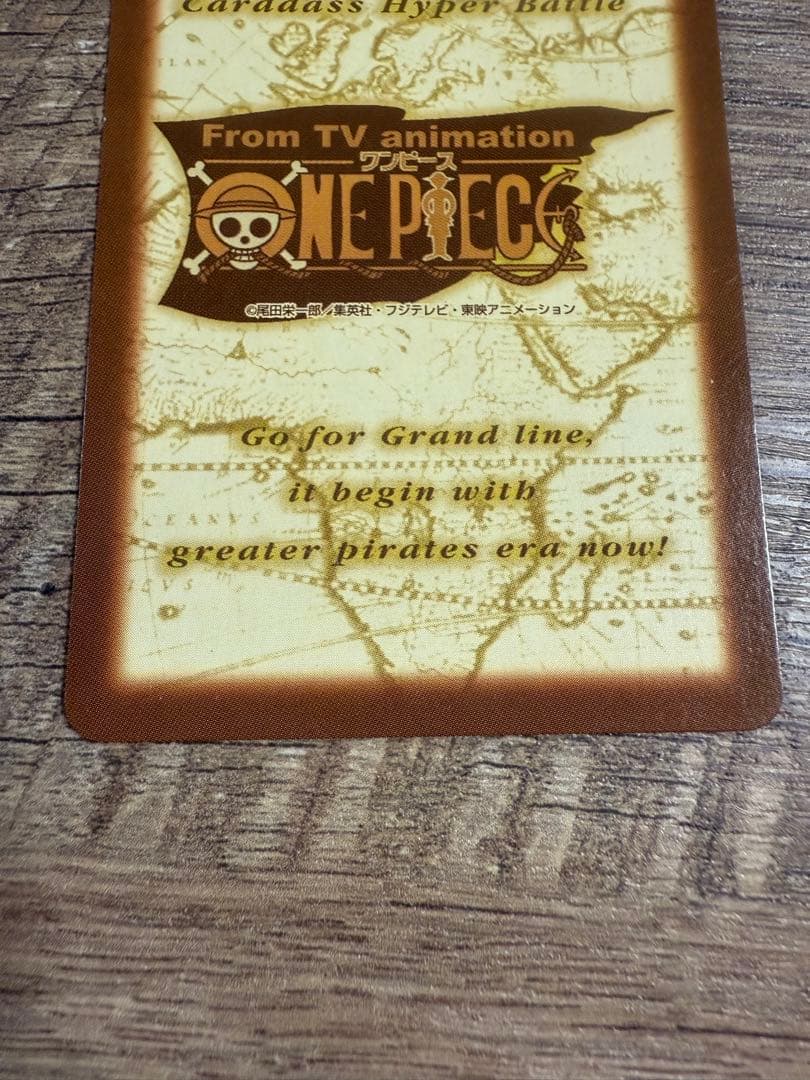 Carddass Hyper Battle
From TV animation
ワンピース
ONE PIECE
©尾田栄一郎／集英社・フジテレビ・東映アニメーション
Go for Grand line,
it begin with
OCEANVS
greater pirates era now!